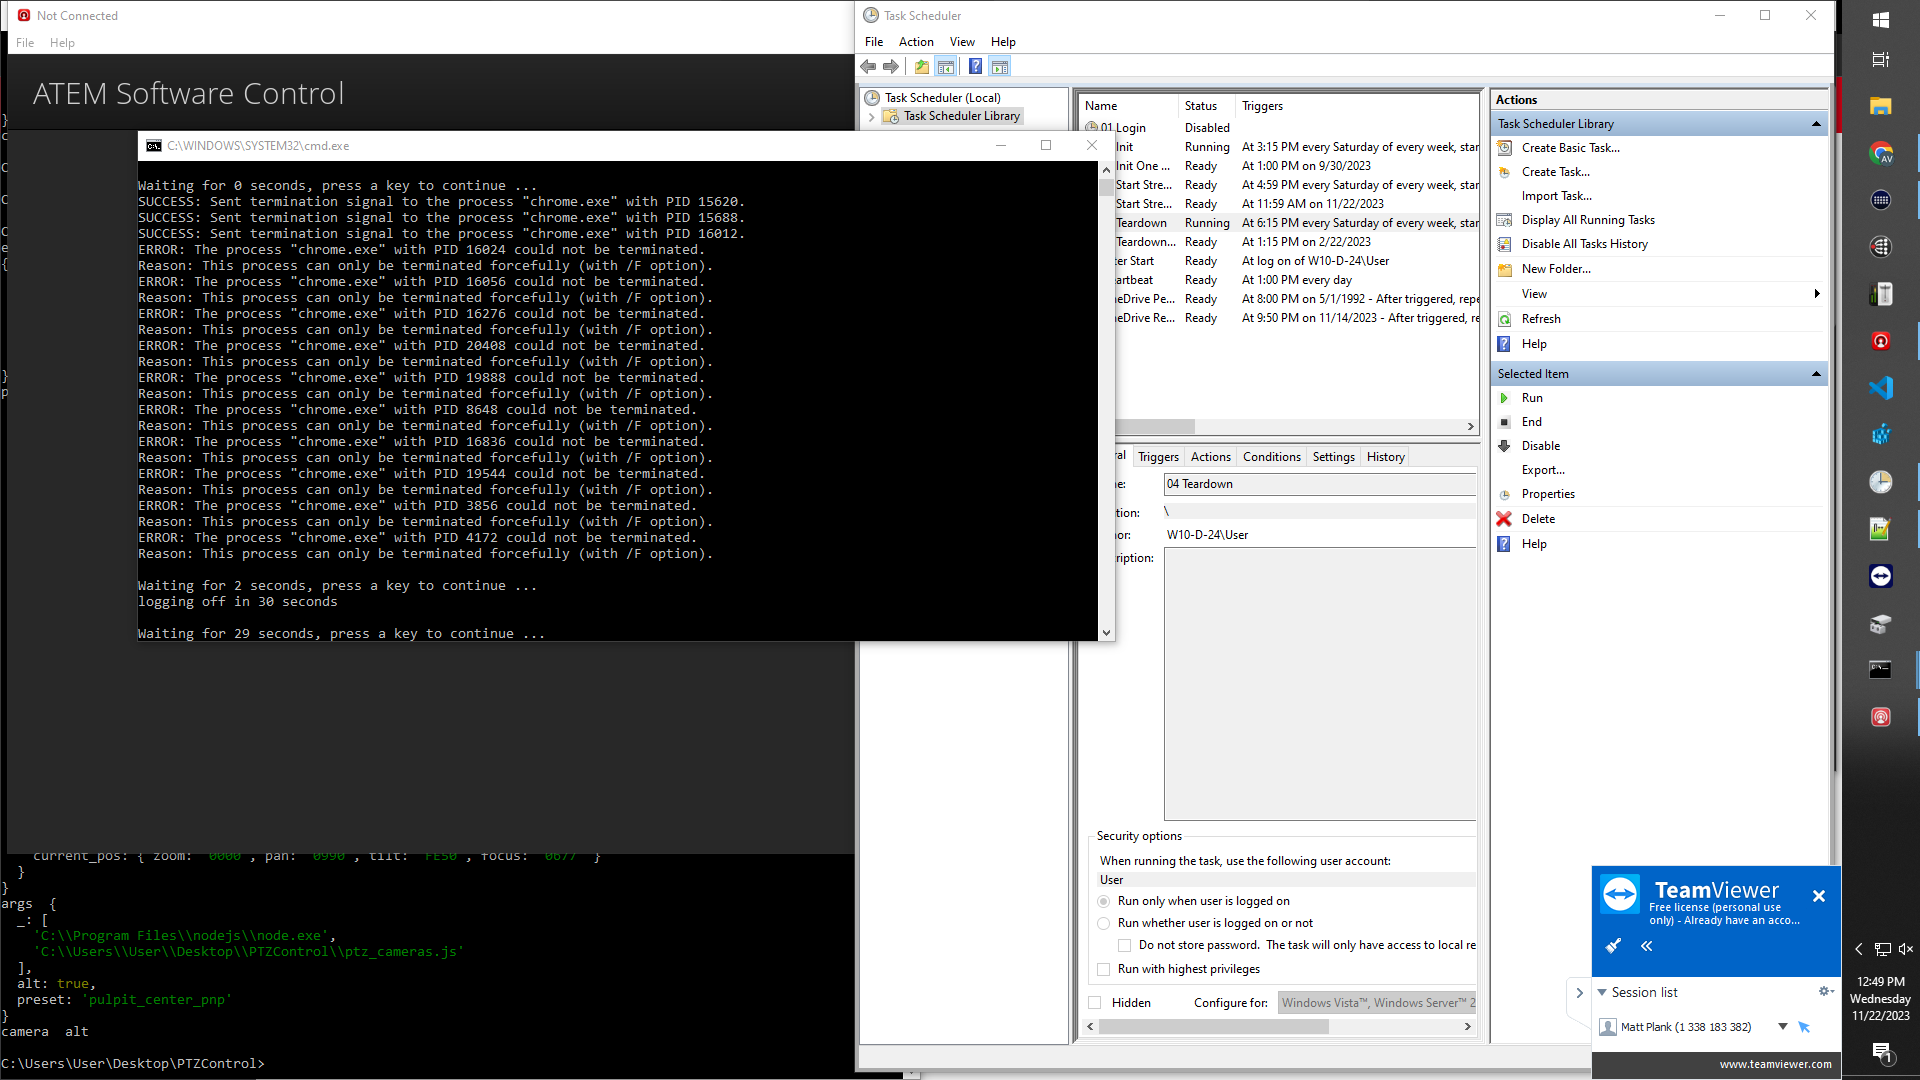 Not Connected
File Help
ATEM Software Control
C:\WINDOWS\SYSTEM32\cmd.exe
Waiting for 0 seconds, press a key to continue ...
SUCCESS: Sent termination signal to the process "chrome.exe" with PID 15620.
SUCCESS: Sent termination signal to the process "chrome.exe" with PID 15688.
SUCCESS: Sent termination signal to the process "chrome.exe" with PID 16012.
ERROR: The process "chrome.exe" with PID 16024 could not be terminated.
Reason: This process can only be terminated forcefully (with /F option).
ERROR: The process "chrome.exe" with PID 16056 could not be terminated.
Reason: This process can only be terminated forcefully (with /F option).
ERROR: The process "chrome.exe" with PID 16276 could not be terminated.
Reason: This process can only be terminated forcefully (with /F option).
ERROR: The process "chrome.exe" with PID 20408 could not be terminated.
Reason: This process can only be terminated forcefully (with /F option).
ERROR: The process "chrome.exe" with PID 19888 could not be terminated.
Reason: This process can only be terminated forcefully (with /F option).
ERROR: The process "chrome.exe" with PID 8648 could not be terminated.
Reason: This process can only be terminated forcefully (with /F option).
ERROR: The process "chrome.exe" with PID 16836 could not be terminated.
Reason: This process can only be terminated forcefully (with /F option).
ERROR: The process "chrome.exe" with PID 19544 could not be terminated.
Reason: This process can only be terminated forcefully (with /F option).
ERROR: The process "chrome.exe" with PID 3856 could not be terminated.
Reason: This process can only be terminated forcefully (with /F option).
ERROR: The process "chrome.exe" with PID 4172 could not be terminated.
Reason: This process can only be terminated forcefully (with /F option).
Waiting for 2 seconds, press a key to continue ...
logging off in 30 seconds
Waiting for 29 seconds, press a key to continue ...
current_pos: { zoom: '0000', pan: '0990', tilt: 'FE50', focus: '0677' }
}
}
args {
_: [
'C:\\Program Files\\nodejs\\node.exe',
'C:\\Users\\User\\Desktop\\PTZControl\\ptz_cameras.js'
],
alt: true,
preset: 'pulpit_center_pnp'
}
camera alt
C:\Users\User\Desktop\PTZControl>
Task Scheduler
File Action View Help
Task Scheduler (Local)
Task Scheduler Library
Name Status Triggers
01 Login Disabled
Init Running At 3:15 PM every Saturday of every week, star
Init One ... Ready At 1:00 PM on 9/30/2023
Start Stre... Ready At 4:59 PM every Saturday of every week, star
Start Stre... Ready At 11:59 AM on 11/22/2023
Teardown Running At 6:15 PM every Saturday of every week, star
Teardown... Ready At 1:15 PM on 2/22/2023
er Start Ready At log on of W10-D-24\User
artbeat Ready At 1:00 PM every day
eDrive Pe... Ready At 8:00 PM on 5/1/1992 - After triggered, repe
eDrive Re... Ready At 9:50 PM on 11/14/2023 - After triggered, re
ral Triggers Actions Conditions Settings History
e: 04 Teardown
tion: \
or: W10-D-24\User
ription:
Security options
When running the task, use the following user account:
User
Run only when user is logged on
Run whether user is logged on or not
Do not store password. The task will only have access to local re
Run with highest privileges
Hidden Configure for: Windows Vista™, Windows Server™ 2
Actions
Task Scheduler Library
Create Basic Task...
Create Task...
Import Task...
Display All Running Tasks
Disable All Tasks History
New Folder...
View
Refresh
Help
Selected Item
Run
End
Disable
Export...
Properties
Delete
Help
TeamViewer
Free license (personal use
only) - Already have an acco...
Session list
Matt Plank (1 338 183 382)
www.teamviewer.com
AV
12:49 PM
Wednesday
11/22/2023
1